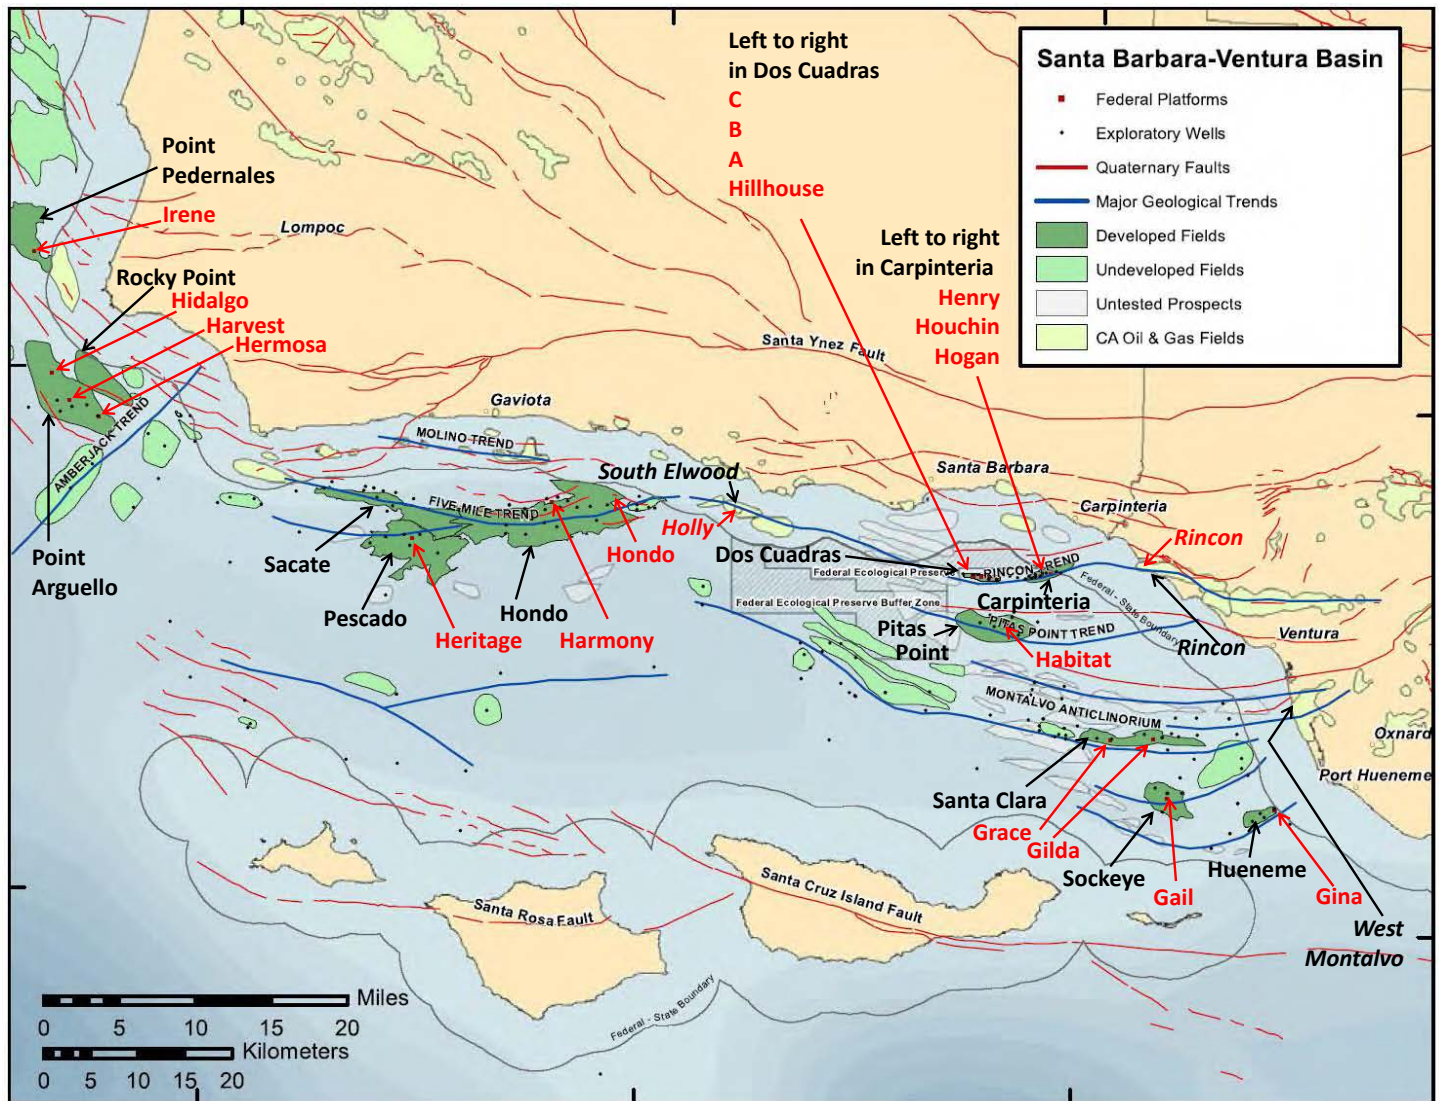 Left to right
in Dos Cuadras
C
B
A
Hillhouse
Santa Barbara-Ventura Basin
Federal Platforms
Exploratory Wells
Quaternary Faults
Major Geological Trends
Developed Fields
Undeveloped Fields
Untested Prospects
CA Oil & Gas Fields
Point
Pedernales
Irene
Lompoc
Left to right
in Carpinteria
Henry
Houchin
Hogan
Rocky Point
Hidalgo
Harvest
Hermosa
Santa Ynez Fault
Gaviota
AMBERJACK TREND
MOLINO TREND
South Elwood
Santa Barbara
Carpinteria
FIVE MILE TREND
Holly
Rincon
Point
Arguello
Sacate
Hondo
Dos Cuadras
RINCON TREND
Federal Ecological Preserve
Federal - State Boundary
Pescado
Hondo
Federal Ecological Preserve Buffer Zone
Carpinteria
Heritage
Harmony
Pitas
Point
PITAS POINT TREND
Habitat
Rincon
Ventura
MONTALVO ANTICLINORIUM
Oxnard
Port Hueneme
Santa Clara
Grace
Gilda
Sockeye
Gail
Hueneme
Gina
West
Montalvo
Santa Rosa Fault
Santa Cruz Island Fault
Federal - State Boundary
Miles
0 5 10 15 20
Kilometers
0 5 10 15 20